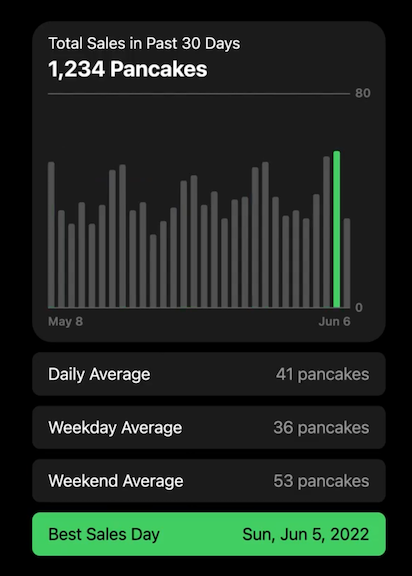 Total Sales in Past 30 Days
1,234 Pancakes
80
0
May 8 Jun 6
Daily Average 41 pancakes
Weekday Average 36 pancakes
Weekend Average 53 pancakes
Best Sales Day Sun, Jun 5, 2022